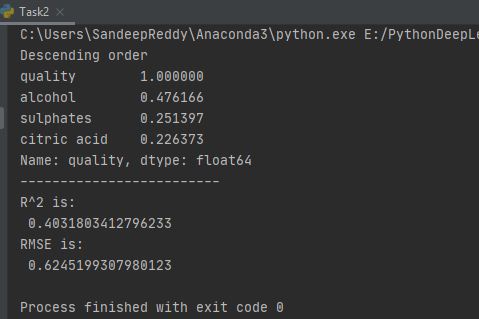 Task2
C:\Users\SandeepReddy\Anaconda3\python.exe E:/PythonDeepLe
Descending order
quality        1.000000
alcohol        0.476166
sulphates      0.251397
citric acid    0.226373
Name: quality, dtype: float64
-------------------------
R^2 is:
 0.4031803412796233
RMSE is:
 0.6245199307980123
Process finished with exit code 0